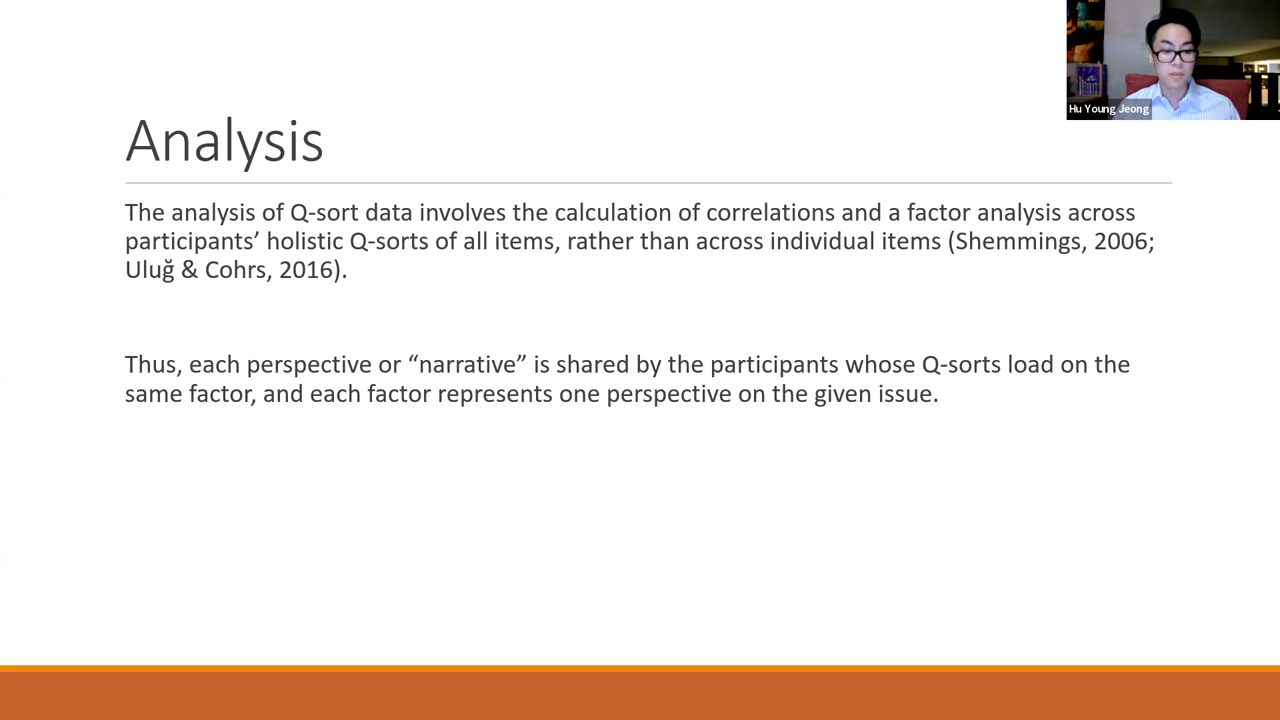 Hu Young Jeong
Analysis
The analysis of Q-sort data involves the calculation of correlations and a factor analysis across
participants’ holistic Q-sorts of all items, rather than across individual items (Shemmings, 2006;
Uluğ & Cohrs, 2016).
Thus, each perspective or “narrative” is shared by the participants whose Q-sorts load on the
same factor, and each factor represents one perspective on the given issue.